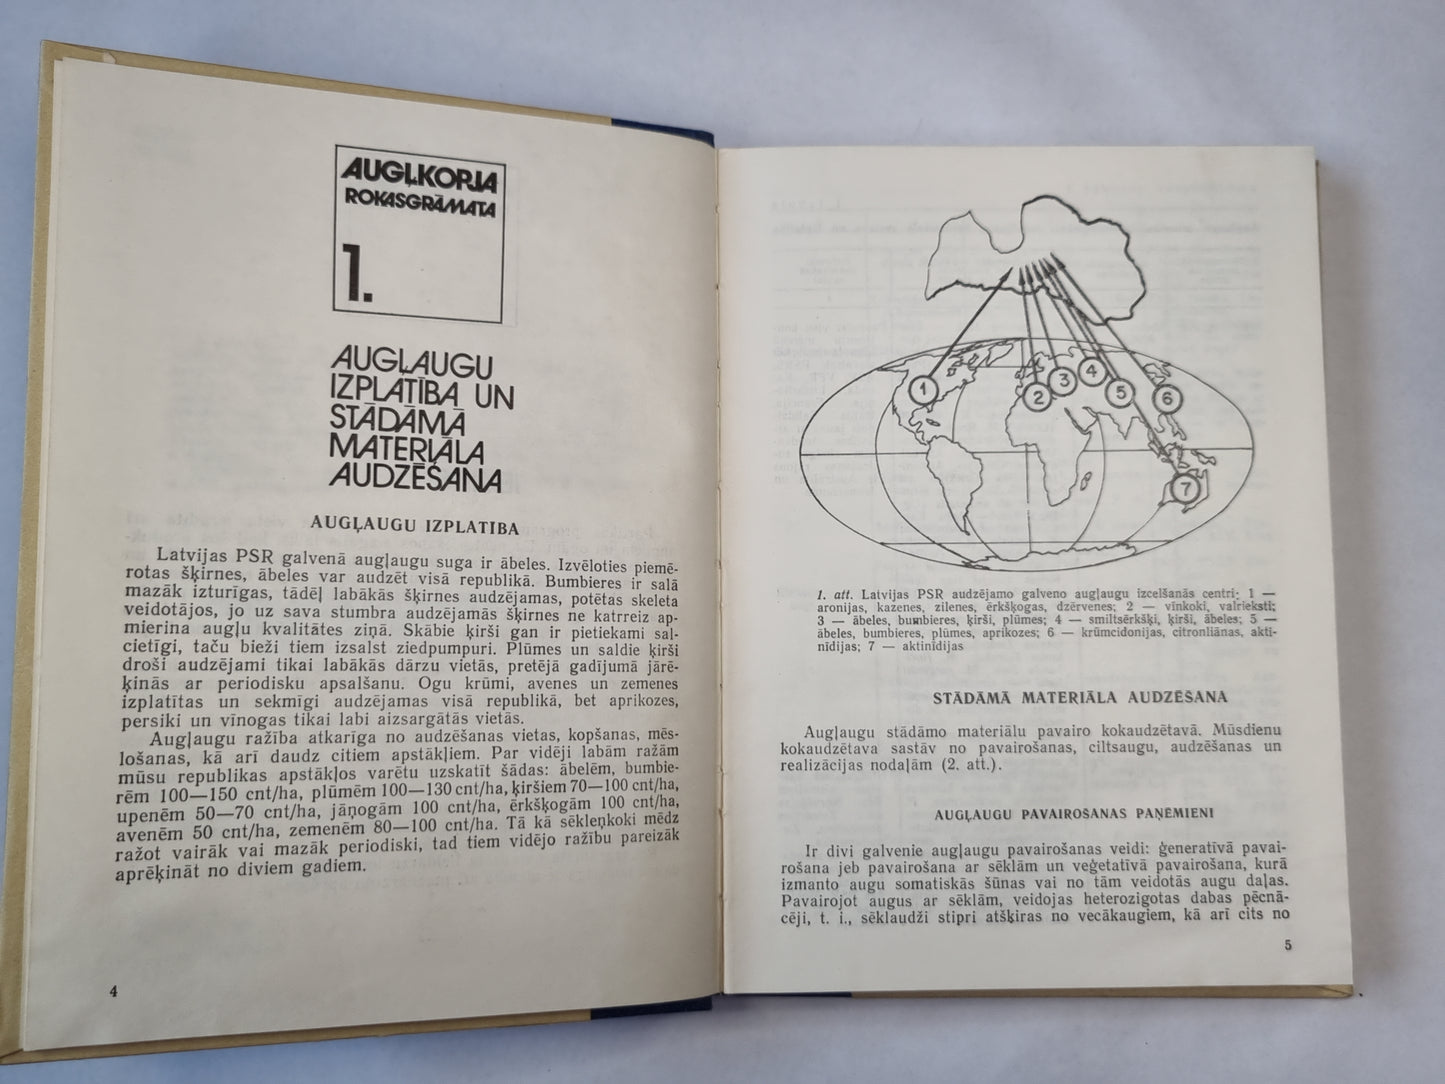 AUGĻKOPJA
ROKASGRĀMATA
1.
AUGĻAUGU
IZPLATĪBA UN
STĀDĀMĀ
MATERIĀLA
AUDZĒŠANA
AUGĻAUGU IZPLATĪBA
Latvijas PSR galvenā augļaugu suga ir ābeles. Izvēloties piemē-
rotas šķirnes, ābeles var audzēt visā republikā. Bumbieres ir salā
mazāk izturīgas, tādēļ labākās šķirnes audzējamas, potētas skeleta
veidotājos, jo uz sava stumbra audzējamās šķirnes ne katrreiz ap-
mierina augļu kvalitātes ziņā. Skābie ķirši gan ir pietiekami sal-
cietīgi, taču bieži tiem izsalst ziedpumpuri. Plūmes un saldie ķirši
droši audzējami tikai labākās dārzu vietās, pretējā gadījumā jārē-
ķinās ar periodisku apsalšanu. Ogu krūmi, avenes un zemenes
izplatītas un sekmīgi audzējamas visā republikā, bet aprikozes,
persiki un vīnogas tikai labi aizsargātās vietās.
Augļaugu ražība atkarīga no audzēšanas vietas, kopšanas, mēs-
lošanas, kā arī daudz citiem apstākļiem. Par vidēji labām ražām
mūsu republikas apstākļos varētu uzskatīt šādas: ābelēm, bumbie-
rēm 100—150 cnt/ha, plūmēm 100—130 cnt/ha, ķiršiem 70—100 cnt/ha,
upenēm 50—70 cnt/ha, jāņogām 100 cnt/ha, ērkšķogām 100 cnt/ha,
avenēm 50 cnt/ha, zemenēm 80—100 cnt/ha. Tā kā sēkleņkoki mēdz
ražot vairāk vai mazāk periodiski, tad tiem vidējo ražību pareizāk
aprēķināt no diviem gadiem.
4
1
2
3
4
5
6
7
1. att. Latvijas PSR audzējamo galveno augļaugu izcelšanās centri: 1 —
aronijas, kazenes, zilenes, ērkšķogas, dzērvenes; 2 — vīnkoki, valrieksti;
3 — ābeles, bumbieres, ķirši, plūmes; 4 — smiltsērkšķi, ķirši, ābeles; 5 —
ābeles, bumbieres, plūmes, aprikozes; 6 — krūmcidonijas, citronliānas, akti-
nīdijas; 7 — aktinīdijas
STĀDĀMĀ MATERIĀLA AUDZĒŠANA
Augļaugu stādāmo materiālu pavairo kokaudzētavā. Mūsdienu
kokaudzētava sastāv no pavairošanas, ciltsaugu, audzēšanas un
realizācijas nodaļām (2. att.).
AUGĻAUGU PAVAIROŠANAS PAŅĒMIENI
Ir divi galvenie augļaugu pavairošanas veidi: ģeneratīvā pavai-
rošana jeb pavairošana ar sēklām un veģetatīvā pavairošana, kurā
izmanto augu somatiskās šūnas vai no tām veidotās augu daļas.
Pavairojot augus ar sēklām, veidojas heterozigotas dabas pēcnā-
cēji, t. i., sēklaudži stipri atšķiras no vecākaugiem, kā arī cits no
5